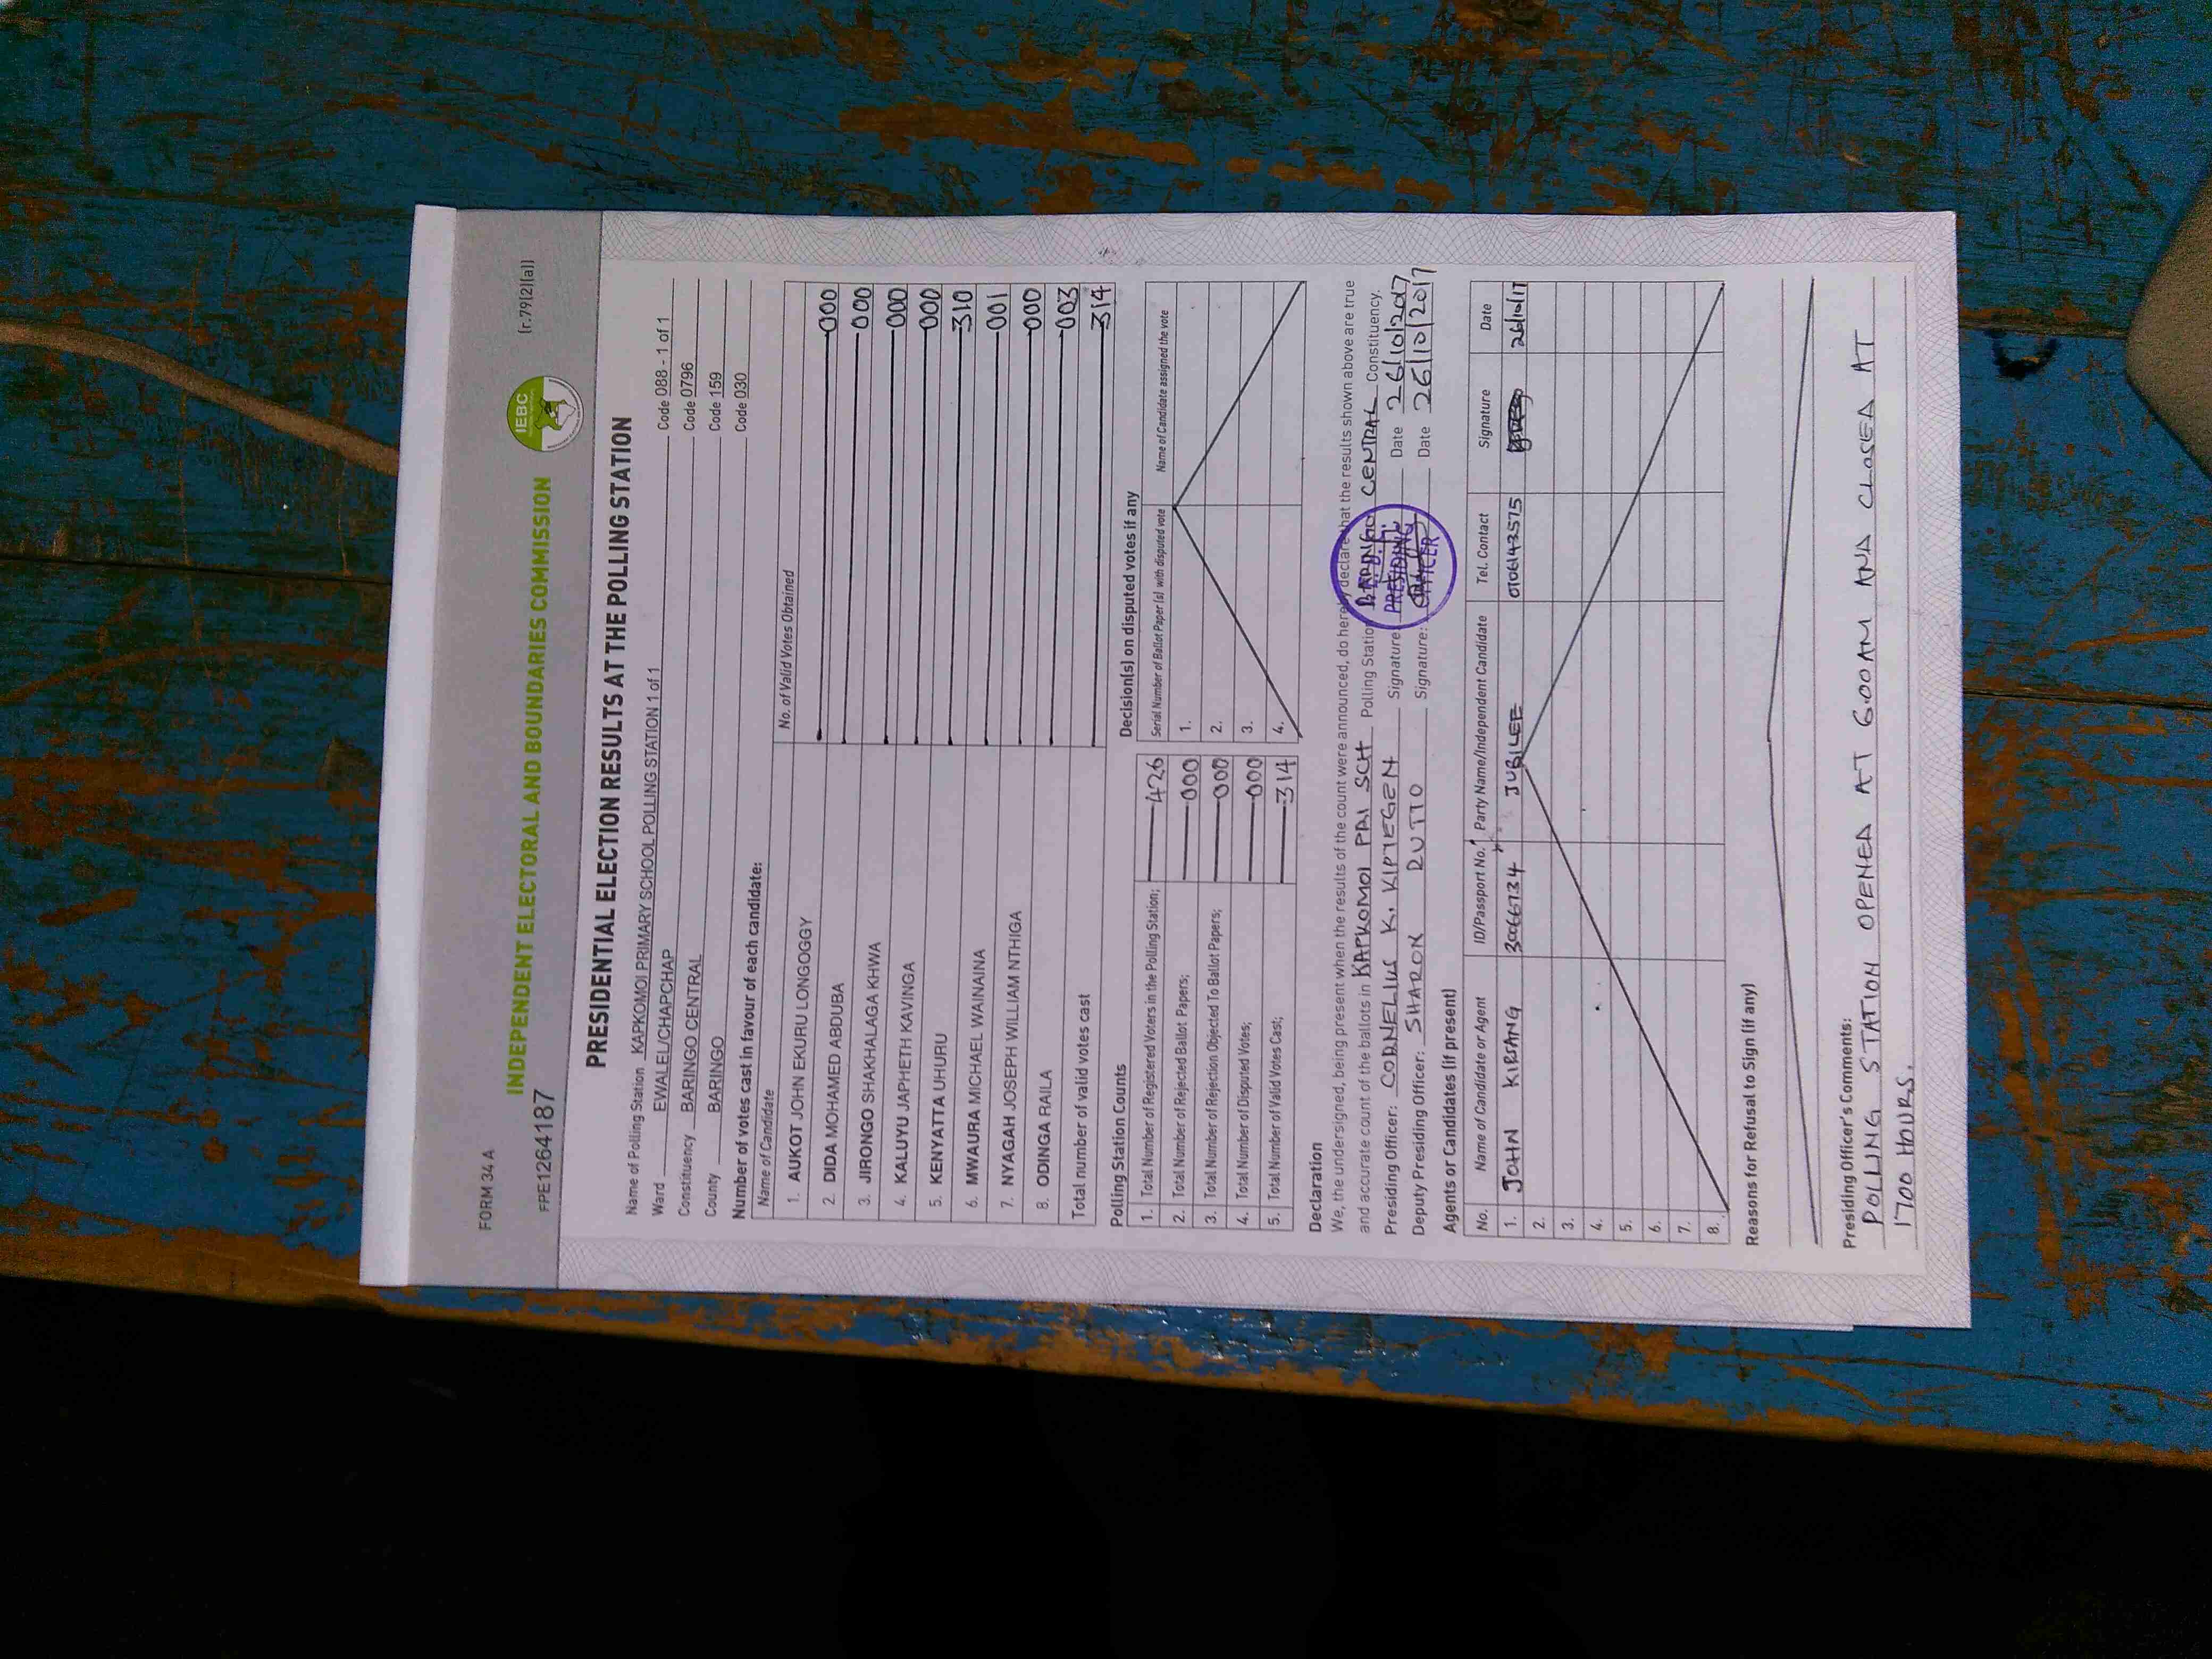 FORM 34 A
INDEPENDENT ELECTORAL AND BOUNDARIES COMMISSION
IEBC
(r.79(2)(a))
FPE1264187
PRESIDENTIAL ELECTION RESULTS AT THE POLLING STATION
Name of Polling Station KAPKOMOI PRIMARY SCHOOL POLLING STATION 1 of 1 Code 088 - 1 of 1
Ward EWALEL/CHAPCHAP Code 0796
Constituency BARINGO CENTRAL Code 159
County BARINGO Code 030
Number of votes cast in favour of each candidate:
Name of Candidate No. of Valid Votes Obtained
1. AUKOT JOHN EKURU LONGOGGY 000
2. DIDA MOHAMED ABDUBA 000
3. JIRONGO SHAKHALAGA KHWA 000
4. KALUYU JAPHETH KAVINGA 000
5. KENYATTA UHURU 310
6. MWAURA MICHAEL WAINAINA 001
7. NYAGAH JOSEPH WILLIAM NTHIGA 000
8. ODINGA RAILA 003
Total number of valid votes cast 314
Polling Station Counts
1. Total Number of Registered Voters in the Polling Station; 426
2. Total Number of Rejected Ballot Papers; 000
3. Total Number of Rejection Objected To Ballot Papers; 000
4. Total Number of Disputed Votes; 000
5. Total Number of Valid Votes Cast; 314
Decision(s) on disputed votes if any
Serial Number of Ballot Paper (s) with disputed vote Name of Candidate assigned the vote
1.
2.
3.
4.
Declaration
We, the undersigned, being present when the results of the count were announced, do hereby declare that the results shown above are true
and accurate count of the ballots in KAPKOMOI PRI SCH Polling Station BARINGO CENTRAL Constituency.
Presiding Officer: CORNELIUS K. KIPTEGEN Signature: Date 26/10/2017
Deputy Presiding Officer: SHARON RUTTO Signature: Date 26/10/2017
PRESIDING
OFFICER
Agents or Candidates (if present)
No. Name of Candidate or Agent ID/Passport No. Party Name/Independent Candidate Tel. Contact Signature Date
1. JOHN KIRSANG 30066734 JUBILEE 0706143575 26/10/17
2.
3.
4.
5.
6.
7.
8.
Reasons for Refusal to Sign (if any)
Presiding Officer's Comments:
POLLING STATION OPENED AT 600AM AND CLOSED AT
1700 HOURS.